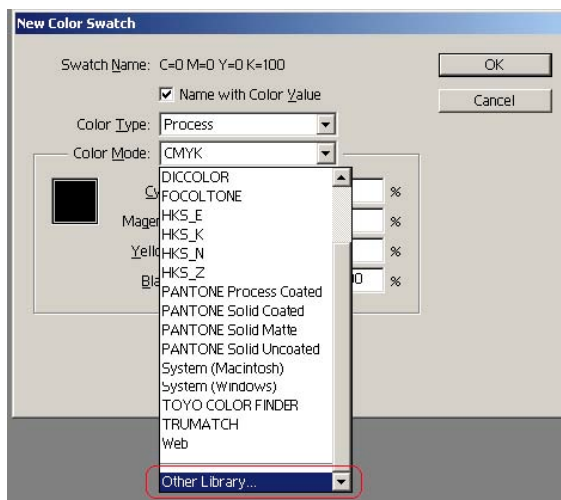 New Color Swatch
Swatch Name: C=0 M=0 Y=0 K=100
OK
Name with Color Value
Cancel
Color Type: Process
Color Mode: CMYK
DICCOLOR
FOCOLTONE
%
HKS_E
HKS_K
%
HKS_N
%
HKS_Z
%
PANTONE Process Coated
PANTONE Solid Coated
PANTONE Solid Matte
PANTONE Solid Uncoated
System (Macintosh)
System (Windows)
TOYO COLOR FINDER
TRUMATCH
Web
Other Library...